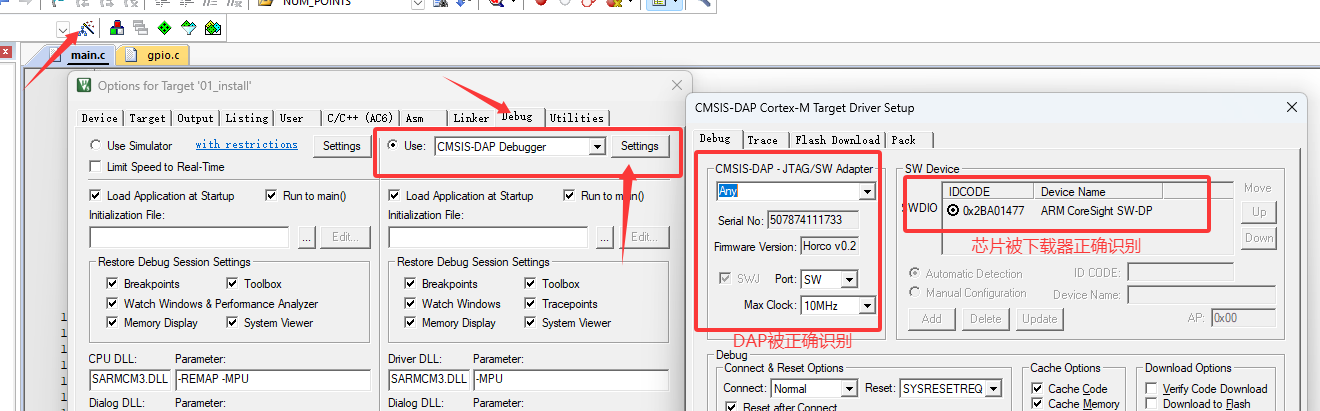 NUM_POINTS
main.c
gpio.c
Options for Target '01_install'
Device Target Output Listing User C/C++ (AC6) Asm Linker Debug Utilities
Use Simulator with restrictions Settings
Limit Speed to Real-Time
Use: CMSIS-DAP Debugger Settings
Load Application at Startup Run to main()
Initialization File:
... Edit...
Load Application at Startup Run to main()
Initialization File:
... Edit...
Restore Debug Session Settings
Breakpoints Toolbox
Watch Windows & Performance Analyzer
Memory Display System Viewer
Restore Debug Session Settings
Breakpoints Toolbox
Watch Windows Tracepoints
Memory Display System Viewer
CPU DLL: Parameter:
SARMCM3.DLL -REMAP -MPU
Dialog DLL: Parameter:
Driver DLL: Parameter:
SARMCM3.DLL -MPU
Dialog DLL: Parameter:
CMSIS-DAP Cortex-M Target Driver Setup
Debug Trace Flash Download Pack
CMSIS-DAP - JTAG/SW Adapter
Any
Serial No: 507874111733
Firmware Version: Horco v0.2
SWJ Port: SW
Max Clock: 10MHz
DAP被正确识别
SW Device
IDCODE Device Name
SWDIO 0x2BA01477 ARM CoreSight SW-DP
Move
Up
Down
芯片被下载器正确识别
Automatic Detection
Manual Configuration
ID CODE:
Device Name:
Add Delete Update AP: 0x00
Debug
Connect & Reset Options
Connect: Normal Reset: SYSRESETREQ
Reset after Connect
Cache Options
Cache Code
Cache Memory
Download Options
Verify Code Download
Download to Flash